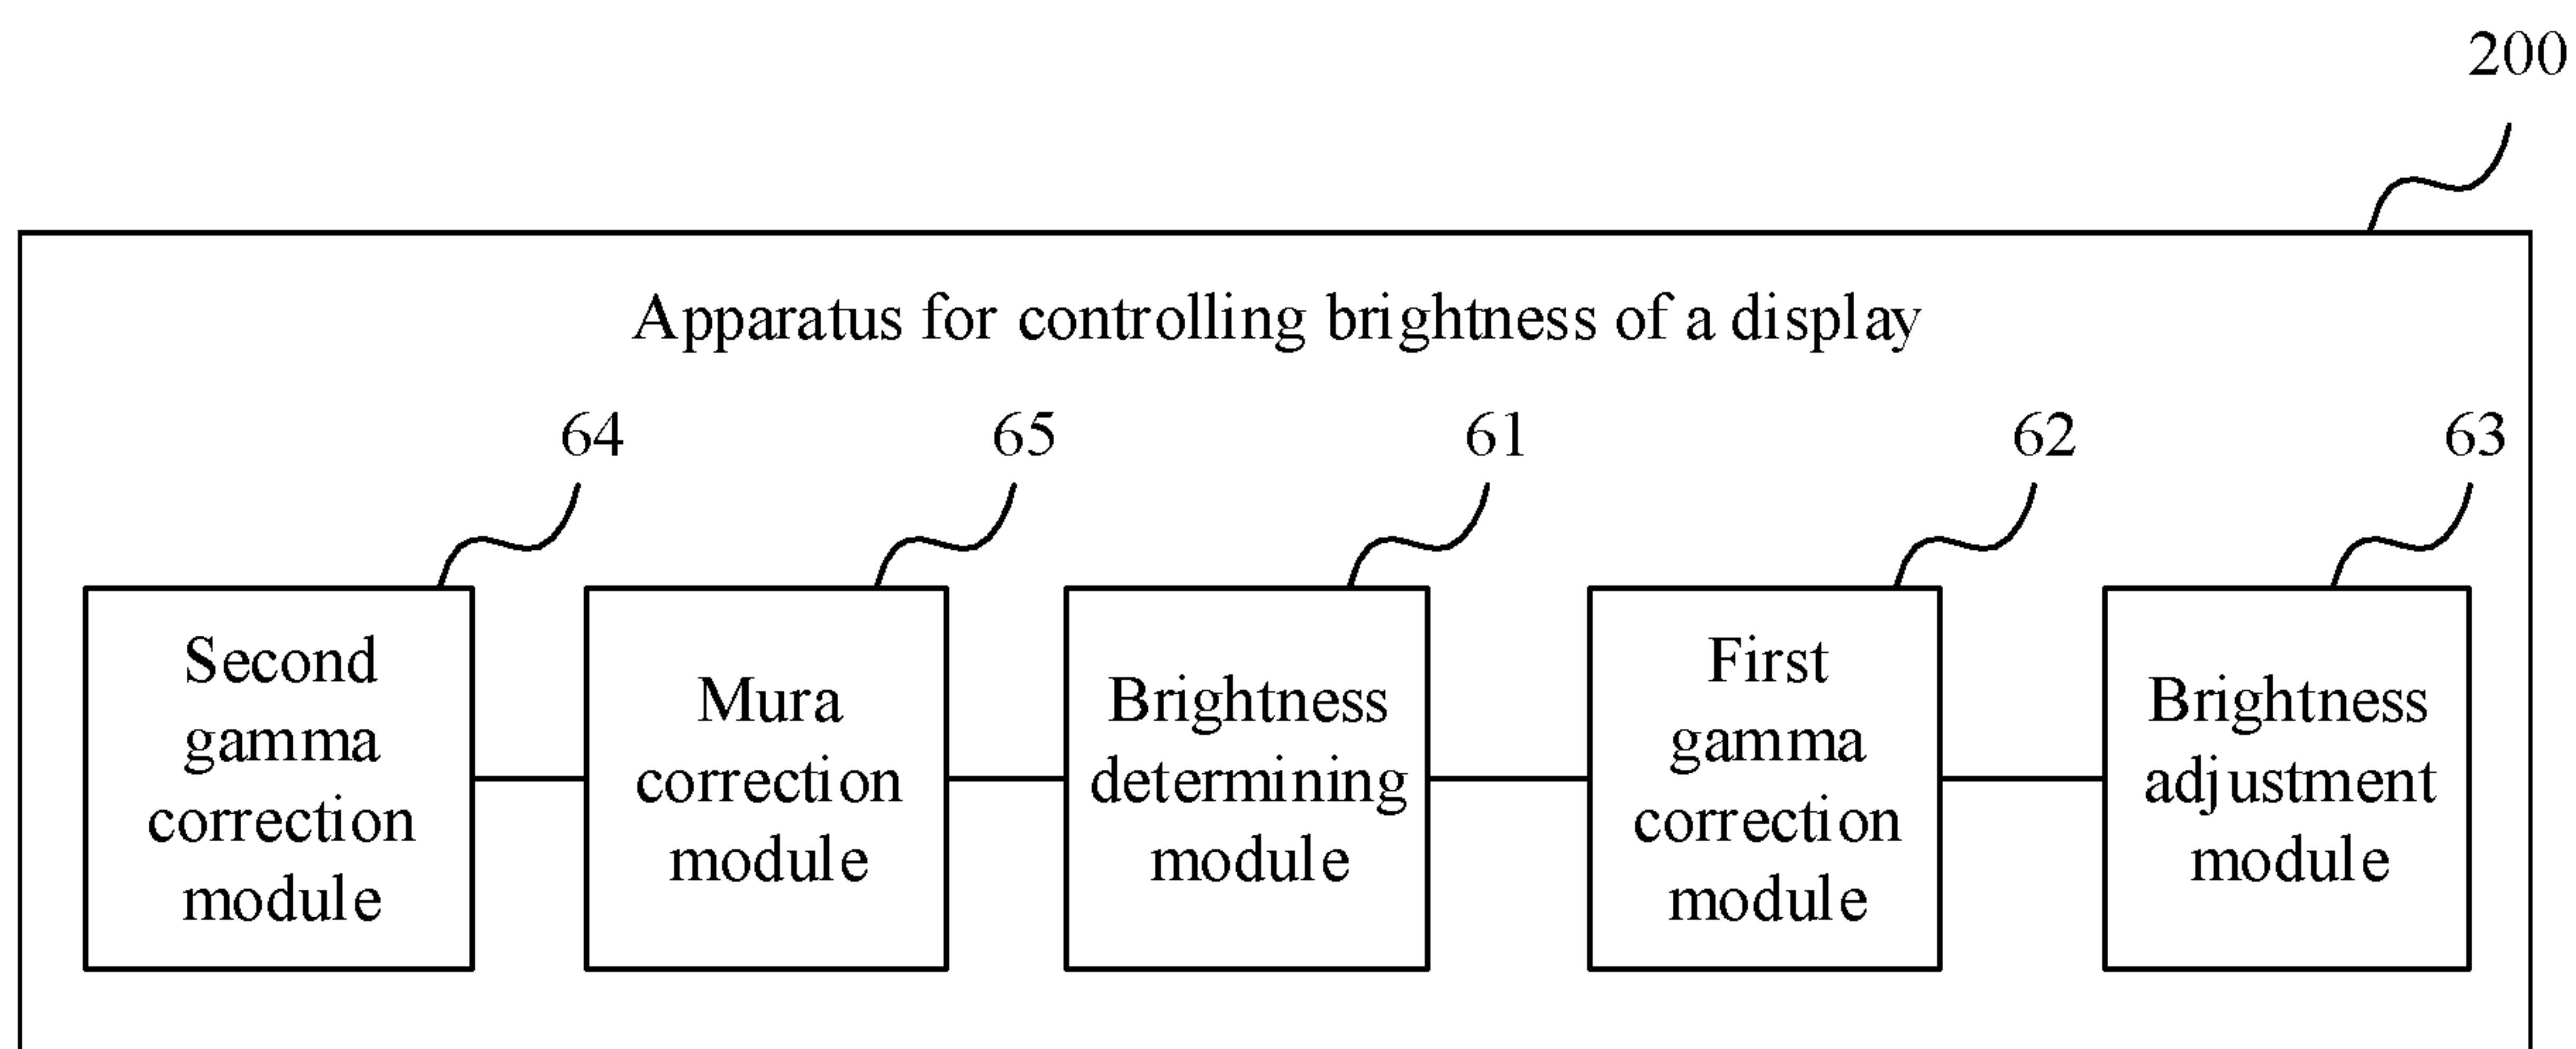 200
Apparatus for controlling brightness of a display
64
65
61
62
63
Second
gamma
correction
module
Mura
correction
module
Brightness
determining
module
First
gamma
correction
module
Brightness
adjustment
module